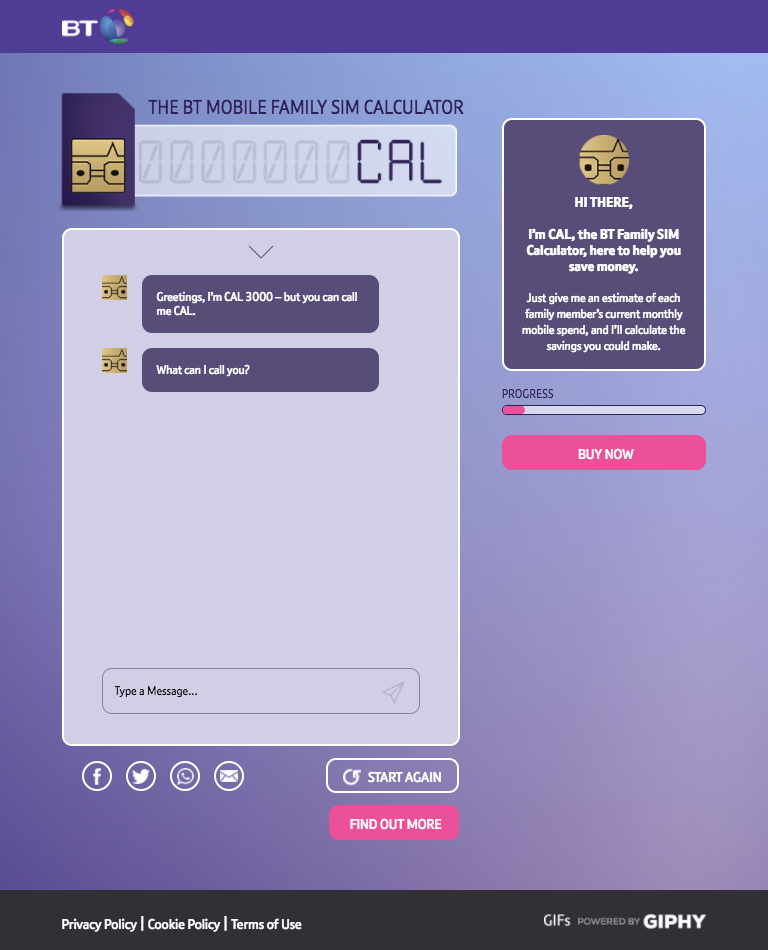 BT
THE BT MOBILE FAMILY SIM CALCULATOR
0000000CAL
HI THERE,
I'm CAL, the BT Family SIM
Calculator, here to help you
save money.
Just give me an estimate of each
family member's current monthly
mobile spend, and I'll calculate the
savings you could make.
PROGRESS
BUY NOW
Greetings, I'm CAL 3000 – but you can call
me CAL.
What can I call you?
Type a Message...
START AGAIN
FIND OUT MORE
Privacy Policy | Cookie Policy | Terms of Use
GIFs POWERED BY GIPHY